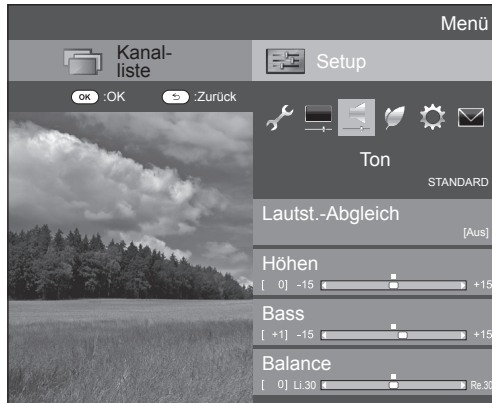 Menü
Kanal-
liste
Setup
OK :OK :Zurück
Ton
STANDARD
Lautst.-Abgleich
[Aus]
Höhen
[ 0] -15 +15
Bass
[ +1] -15 +15
Balance
[ 0] Li.30 Re.30